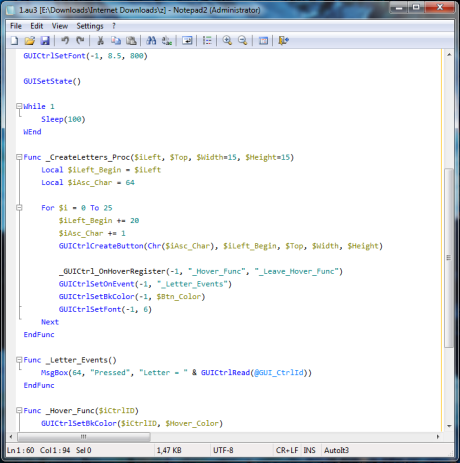 1.au3 [E:\Downloads\Internet Downloads\z] - Notepad2 (Administrator)
File Edit View Settings ?
GUICtrlSetFont(-1, 8.5, 800)
GUISetState()
While 1
Sleep(100)
WEnd
Func _CreateLetters_Proc($iLeft, $Top, $Width=15, $Height=15)
Local $iLeft_Begin = $iLeft
Local $iAsc_Char = 64
For $i = 0 To 25
$iLeft_Begin += 20
$iAsc_Char += 1
GUICtrlCreateButton(Chr($iAsc_Char), $iLeft_Begin, $Top, $Width, $Height)
_GUICtrl_OnHoverRegister(-1, "_Hover_Func", "_Leave_Hover_Func")
GUICtrlSetOnEvent(-1, "_Letter_Events")
GUICtrlSetBkColor(-1, $Btn_Color)
GUICtrlSetFont(-1, 6)
Next
EndFunc
Func _Letter_Events()
MsgBox(64, "Pressed", "Letter = " & GUICtrlRead(@GUI_CtrlId))
EndFunc
Func _Hover_Func($iCtrlID)
GUICtrlSetBkColor($iCtrlID, $Hover_Color)
Ln 1 : 60 Col 1 : 94 Sel 0 1,47 KB UTF-8 CR+LF INS AutoIt3